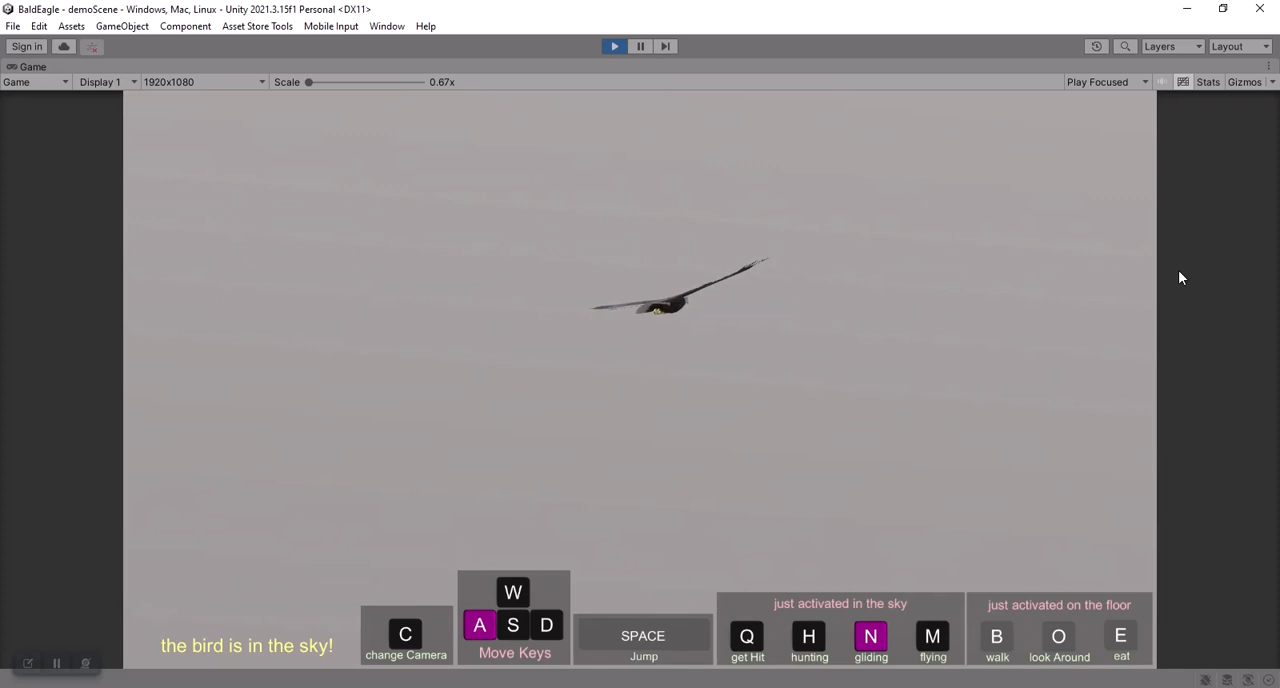 BaldEagle - demoScene - Windows, Mac, Linux - Unity 2021.3.15f1 Personal <DX11>
File Edit Assets GameObject Component Asset Store Tools Mobile Input Window Help
Sign in Layers Layout
Game
Game Display 1 1920x1080 Scale 0.67x Play Focused Stats Gizmos
the bird is in the sky!
C
change Camera
W
A S D
Move Keys
SPACE
Jump
just activated in the sky
Q H N M
get Hit hunting gliding flying
just activated on the floor
B O E
walk look Around eat